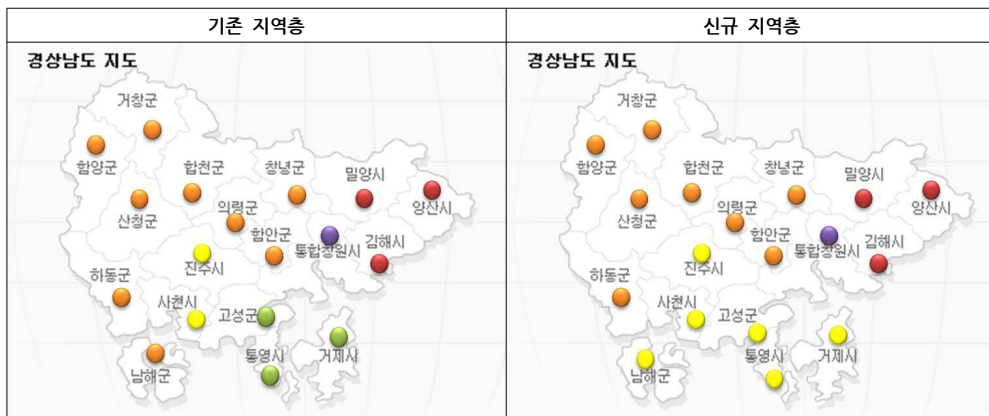 기존 지역층
신규 지역층
경상남도 지도
거창군
함양군
합천군
창녕군
밀양시
양산시
산청군
의령군
함안군
통합창원시
김해시
진주시
하동군
사천시
고성군
통영시
거제시
남해군
경상남도 지도
거창군
함양군
합천군
창녕군
밀양시
양산시
산청군
의령군
함안군
통합창원시
김해시
진주시
하동군
사천시
고성군
통영시
거제시
남해군